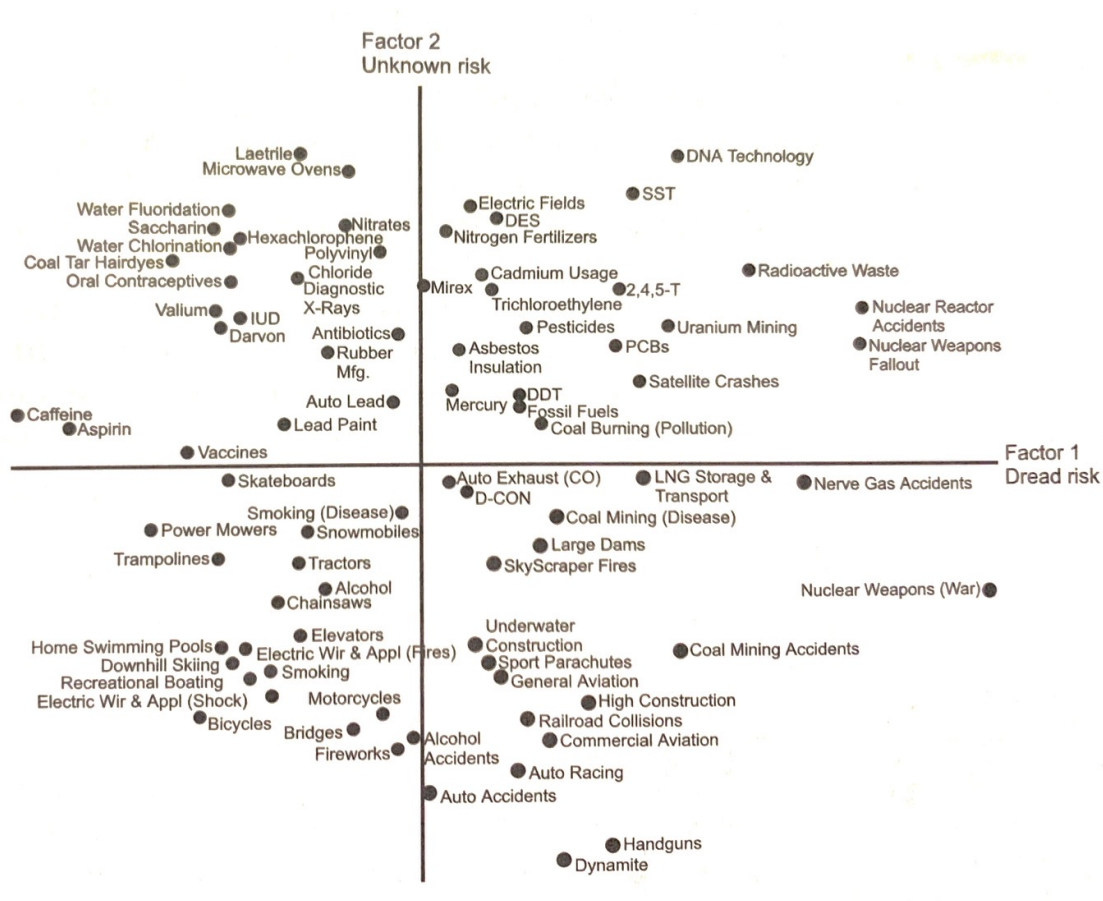 Factor 2
Unknown risk
Laetrile
Microwave Ovens
DNA Technology
SST
Water Fluoridation
Saccharin
Water Chlorination
Coal Tar Hairdyes
Oral Contraceptives
Nitrates
Hexachlorophene
Polyvinyl
Chloride
Diagnostic
X-Rays
Electric Fields
DES
Nitrogen Fertilizers
Valium
IUD
Darvon
Antibiotics
Rubber
Mfg.
Mirex
Cadmium Usage
Trichloroethylene
2,4,5-T
Radioactive Waste
Pesticides
Uranium Mining
Nuclear Reactor
Accidents
Asbestos
Insulation
PCBs
Nuclear Weapons
Fallout
Satellite Crashes
Auto Lead
Lead Paint
Mercury
DDT
Fossil Fuels
Coal Burning (Pollution)
Caffeine
Aspirin
Vaccines
Factor 1
Dread risk
Skateboards
Auto Exhaust (CO)
D-CON
LNG Storage &
Transport
Nerve Gas Accidents
Smoking (Disease)
Power Mowers
Snowmobiles
Coal Mining (Disease)
Trampolines
Tractors
Large Dams
SkyScraper Fires
Alcohol
Chainsaws
Nuclear Weapons (War)
Elevators
Home Swimming Pools
Electric Wir & Appl (Fires)
Downhill Skiing
Smoking
Recreational Boating
Electric Wir & Appl (Shock)
Motorcycles
Bicycles
Bridges
Fireworks
Alcohol
Accidents
Underwater
Construction
Sport Parachutes
General Aviation
Coal Mining Accidents
High Construction
Railroad Collisions
Commercial Aviation
Auto Racing
Auto Accidents
Handguns
Dynamite